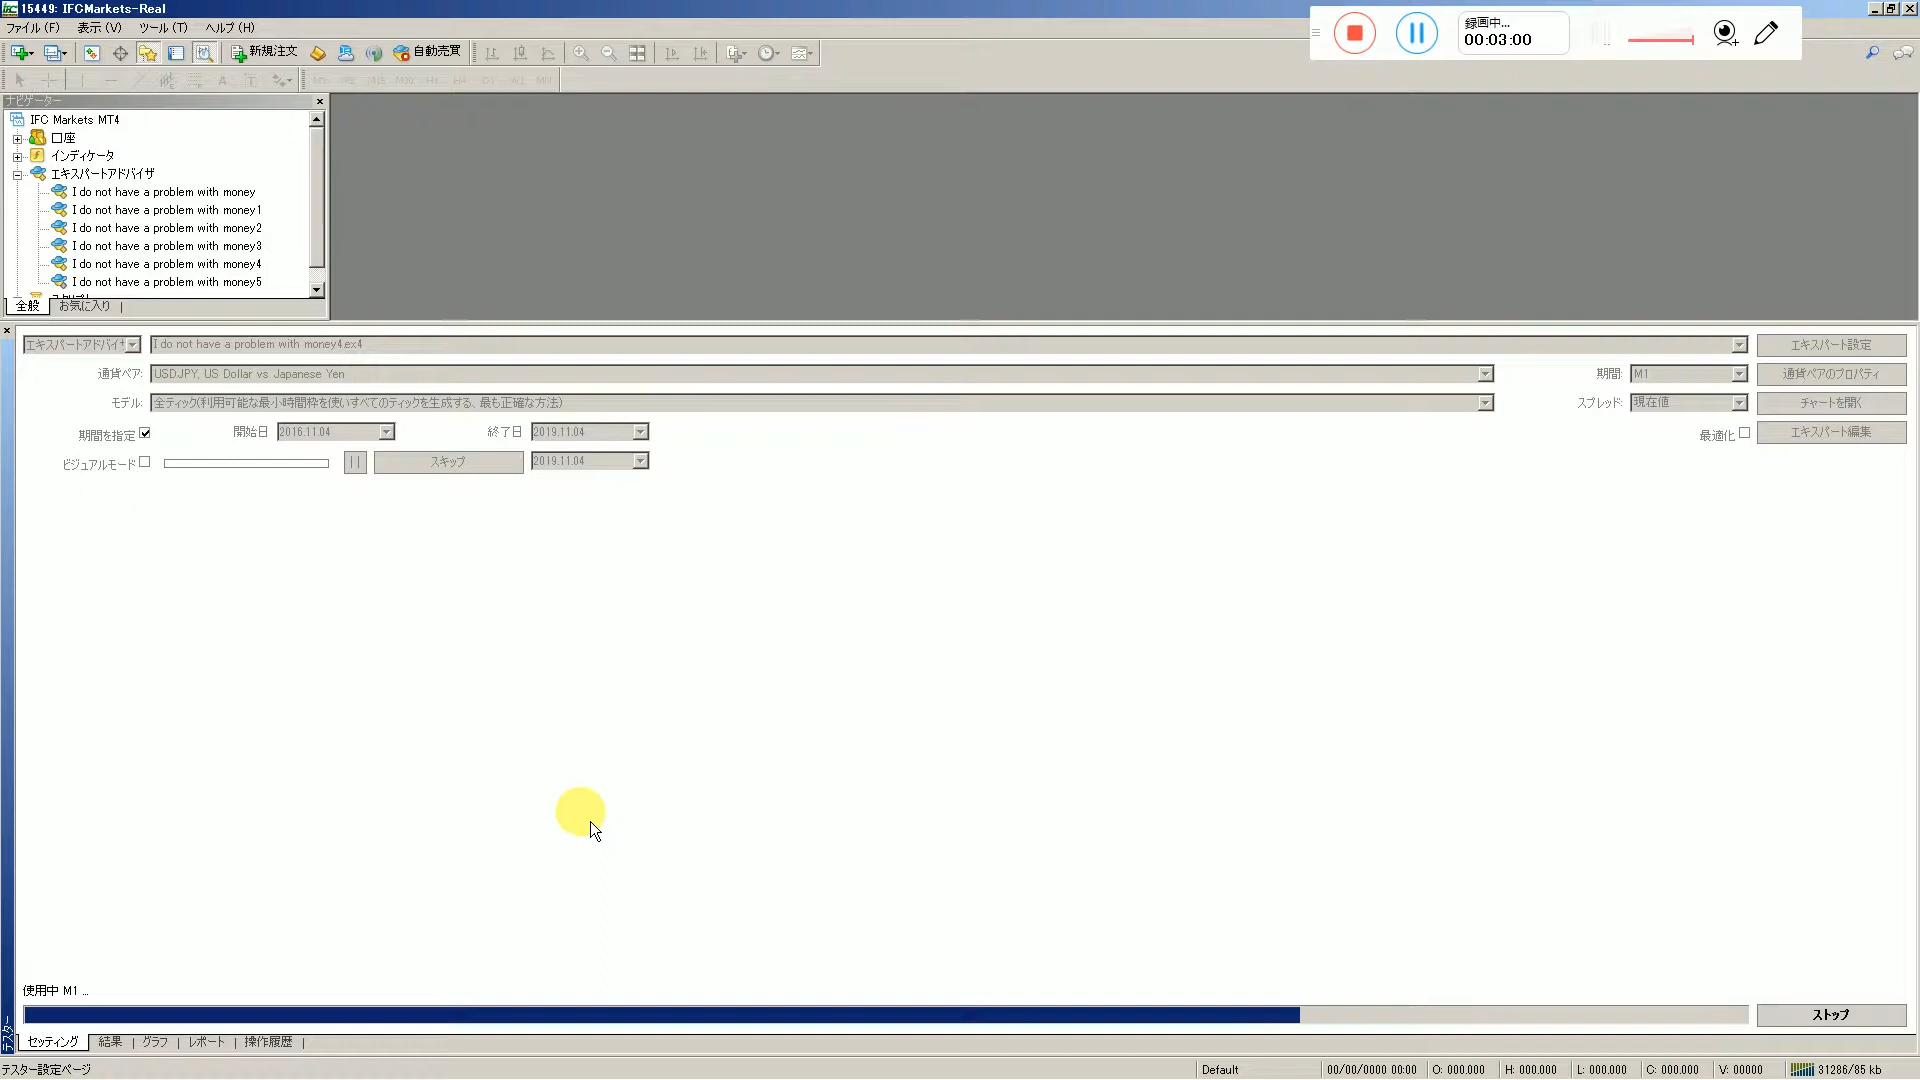 15449: IFCMarkets-Real
ファイル(F) 表示(V) ツール(T) ヘルプ(H)
録画中...
00:03:00
新規注文 自動売買
ナビゲーター
IFC Markets MT4
口座
インディケータ
エキスパートアドバイザ
I do not have a problem with money
I do not have a problem with money1
I do not have a problem with money2
I do not have a problem with money3
I do not have a problem with money4
I do not have a problem with money5
全般 お気に入り
エキスパートアドバイザ I do not have a problem with money4.ex4 エキスパート設定
通貨ペア: USDJPY, US Dollar vs Japanese Yen 期間: M1 通貨ペアのプロパティ
モデル: 全ティック(利用可能な最小時間枠を使いすべてのティックを生成する、最も正確な方法) スプレッド: 現在値 チャートを開く
期間を指定 開始日 2016.11.04 終了日 2019.11.04 最適化 エキスパート編集
ビジュアルモード スキップ 2019.11.04
使用中 M1 ...
ストップ
テスター
セッティング 結果 グラフ レポート 操作履歴
テスター設定ページ Default 00/00/0000 00:00 O: 000.000 H: 000.000 L: 000.000 C: 000.000 V: 00000 31286/85 kb